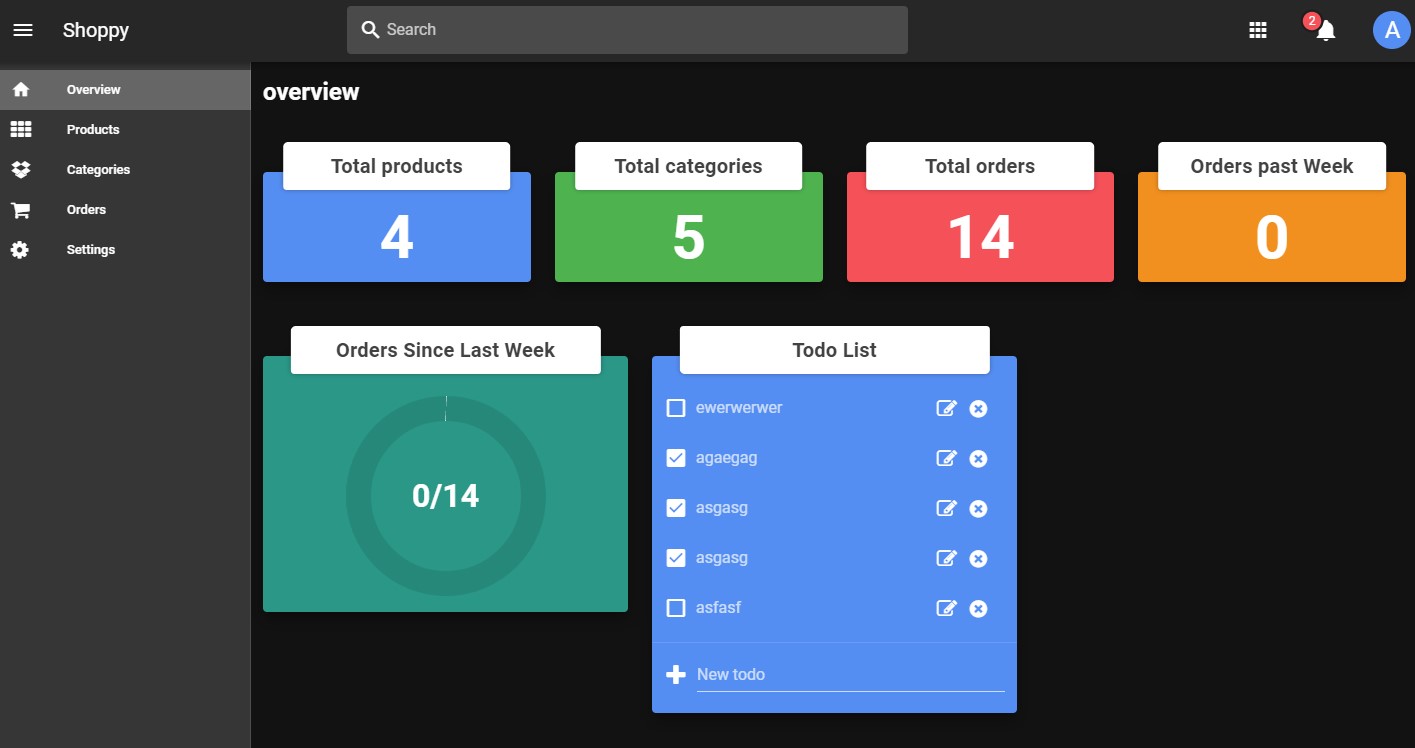 Shoppy
Search
2
A
Overview
Products
Categories
Orders
Settings
overview
Total products
4
Total categories
5
Total orders
14
Orders past Week
0
Orders Since Last Week
0/14
Todo List
ewerwerwer
agaegag
asgasg
asgasg
asfasf
New todo